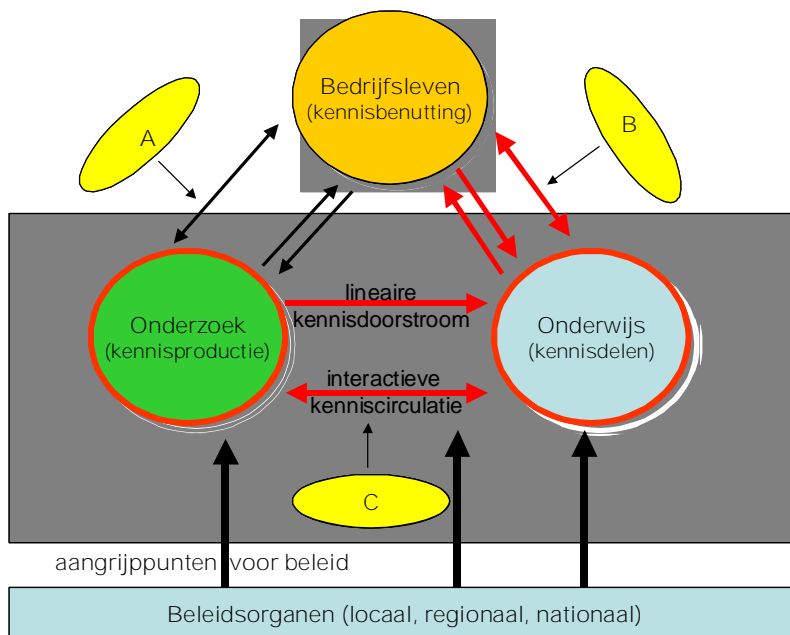 Bedrijfsleven
(kennisbenutting)
A
B
Onderzoek
(kennisproductie)
lineaire
kennisdoorstroom
Onderwijs
(kennisdelen)
interactieve
kenniscirculatie
C
aangrijppunten voor beleid
Beleidsorganen (locaal, regionaal, nationaal)